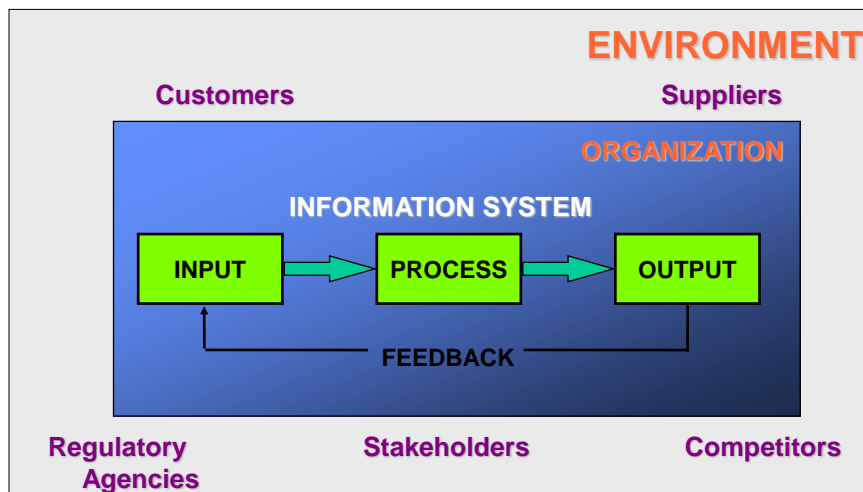 ENVIRONMENT
Customers Suppliers
ORGANIZATION
INFORMATION SYSTEM
INPUT PROCESS OUTPUT
FEEDBACK
Regulatory Stakeholders Competitors
Agencies